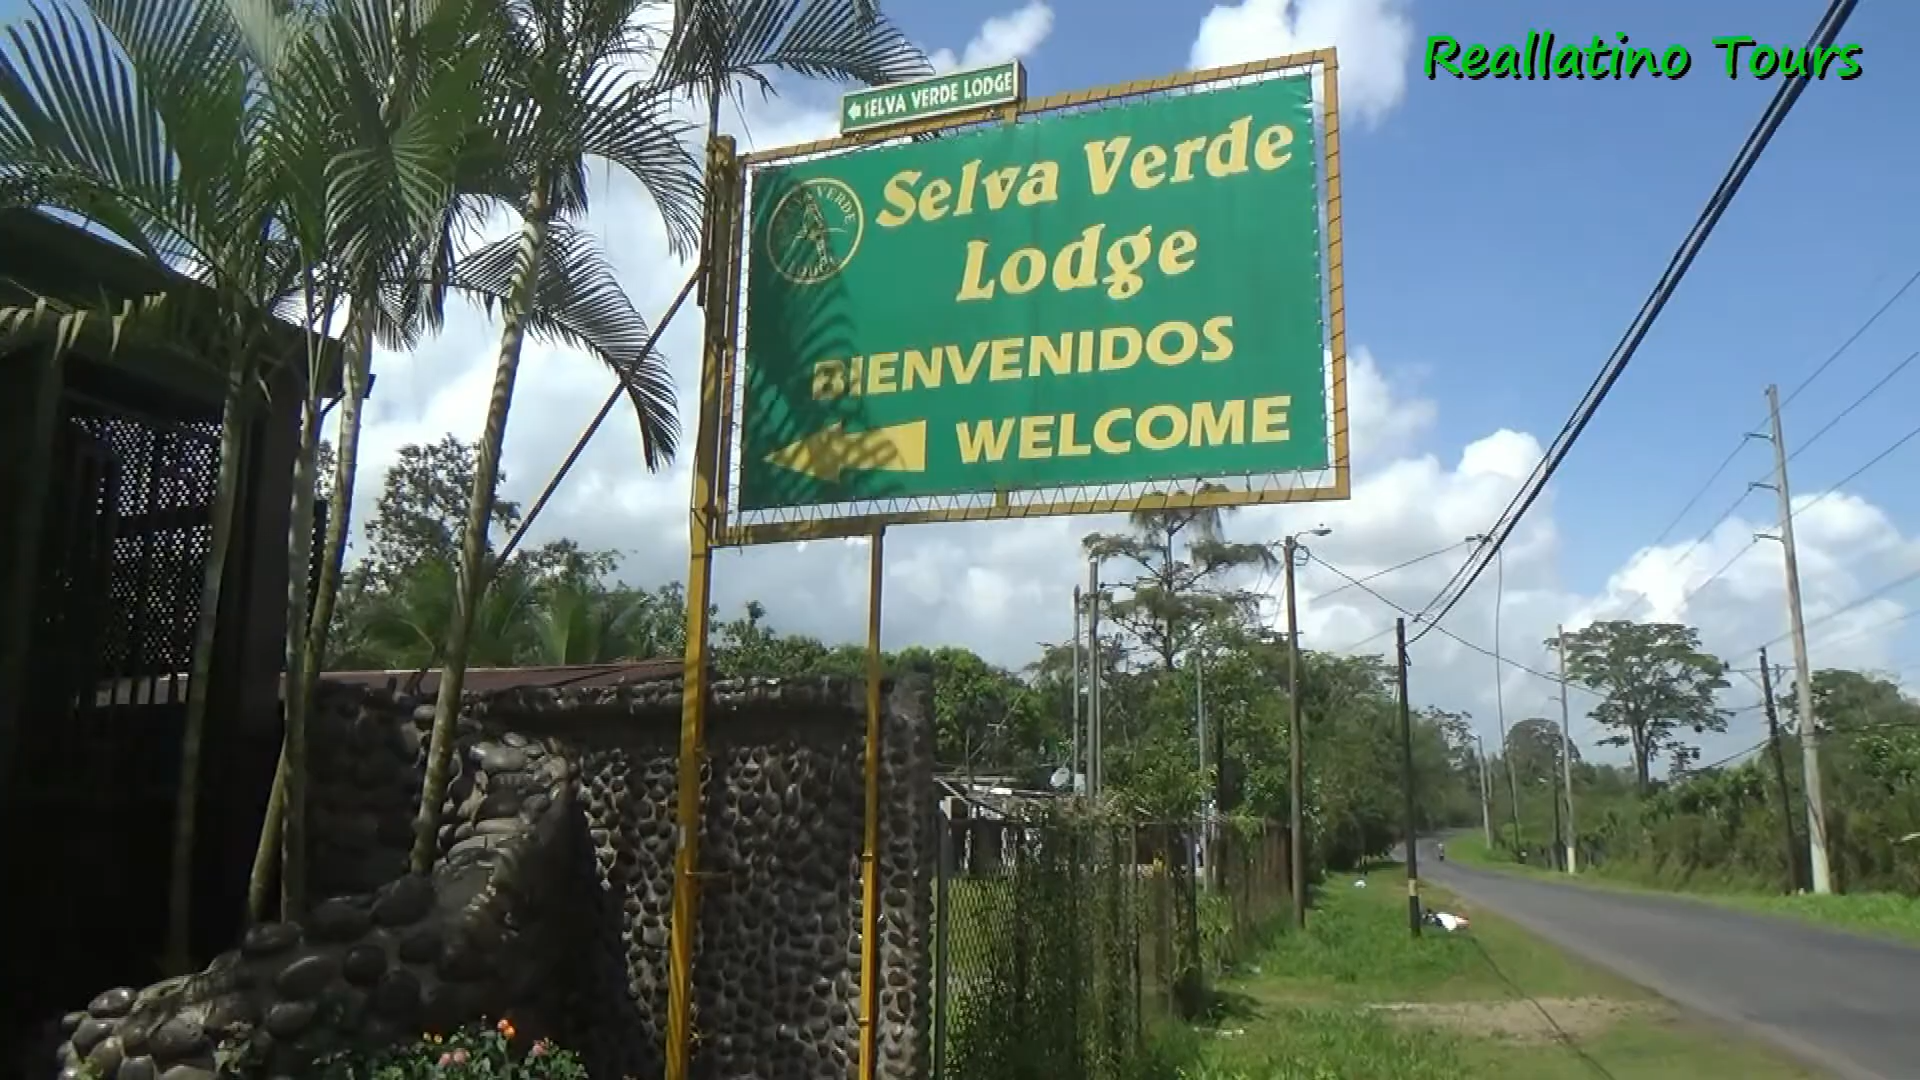 Reallatino Tours
SELVA VERDE LODGE
Selva Verde
Lodge
BIENVENIDOS
WELCOME